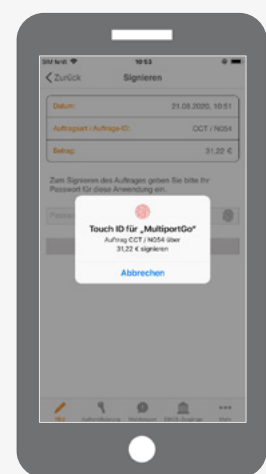 SIM fehlt 10:53
Zurück Signieren
Datum: 21.08.2020, 10:51
Auftragsart / Auftrags-ID: CCT / N054
Betrag: 31,22 €
Zum Signieren des Auftrages geben Sie bitte Ihr
Passwort für diese Anwendung ein.
Touch ID für „MultiportGo“
Auftrag CCT / N054 über
31,22 € signieren
Abbrechen